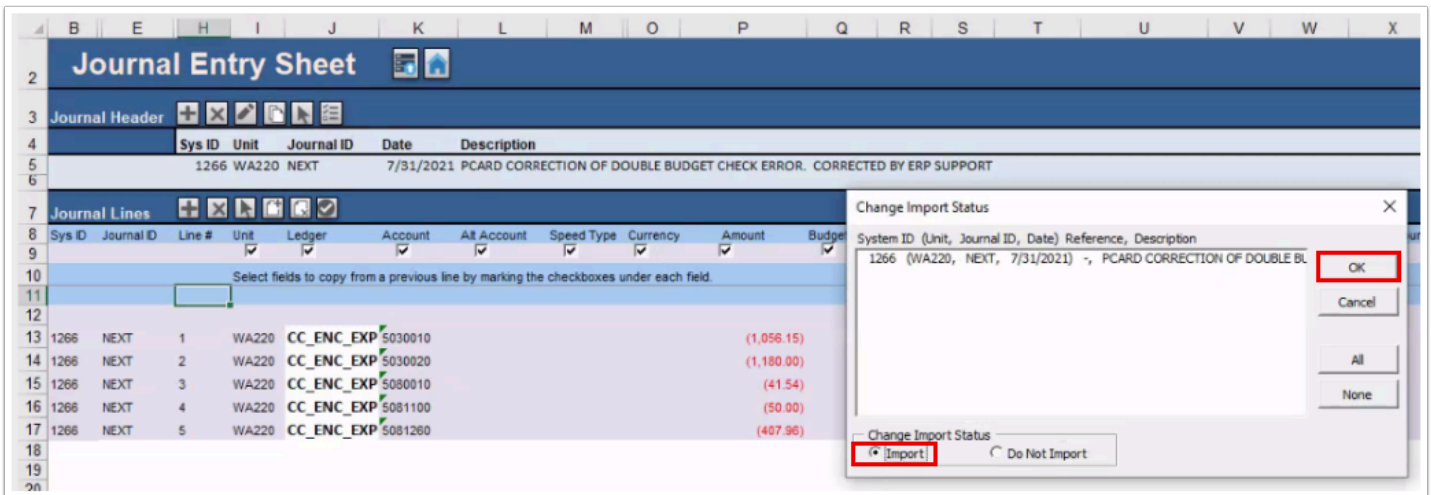 B E H I J K L M O P Q R S T U V W X
2 Journal Entry Sheet
3 Journal Header
4 Sys ID Unit Journal ID Date Description
5 1266 WA220 NEXT 7/31/2021 PCARD CORRECTION OF DOUBLE BUDGET CHECK ERROR. CORRECTED BY ERP SUPPORT
6
7 Journal Lines
8 Sys ID Journal ID Line # Unit Ledger Account Alt Account Speed Type Currency Amount Budget
9
10 Select fields to copy from a previous line by marking the checkboxes under each field.
11
12
13 1266 NEXT 1 WA220 CC_ENC_EXP 5030010 (1,056.15)
14 1266 NEXT 2 WA220 CC_ENC_EXP 5030020 (1,180.00)
15 1266 NEXT 3 WA220 CC_ENC_EXP 5080010 (41.54)
16 1266 NEXT 4 WA220 CC_ENC_EXP 5081100 (50.00)
17 1266 NEXT 5 WA220 CC_ENC_EXP 5081260 (407.96)
18
19
20
Change Import Status
System ID (Unit, Journal ID, Date) Reference, Description
1266 (WA220, NEXT, 7/31/2021) -, PCARD CORRECTION OF DOUBLE BU
OK
Cancel
All
None
Change Import Status
Import Do Not Import